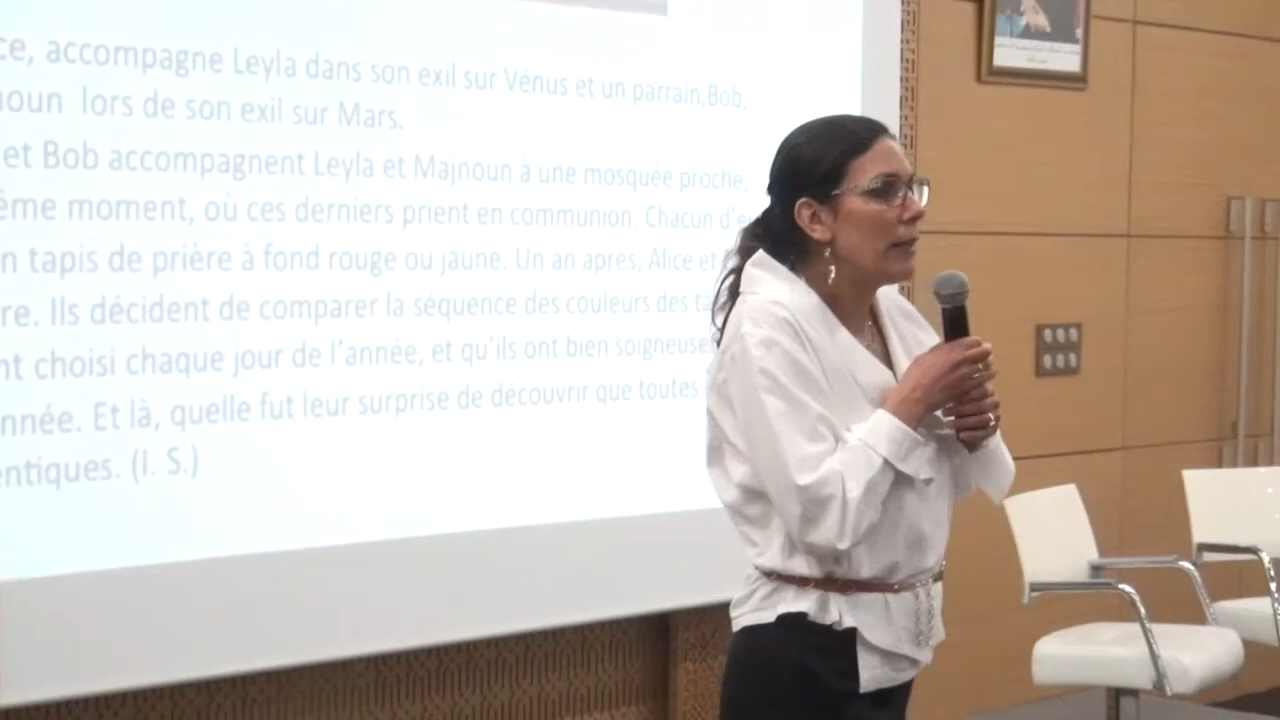 ce, accompagne Leyla dans son exil sur Vénus et un parrain,Bob,
noun lors de son exil sur Mars.
et Bob accompagnent Leyla et Majnoun à une mosquée proche,
ême moment, où ces derniers prient en communion. Chacun d'e
n tapis de prière à fond rouge ou jaune. Un an après, Alice et
re. Ils décident de comparer la séquence des couleurs des ta
nt choisi chaque jour de l'année, et qu'ils ont bien soigneuse
nnée. Et là, quelle fut leur surprise de découvrir que toutes
entiques. (I. S.)